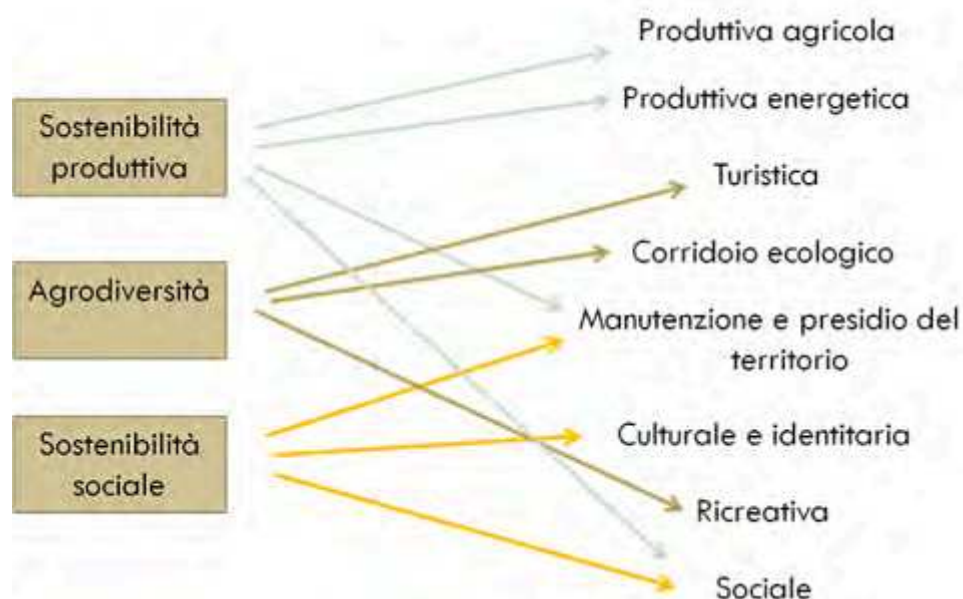 Sostenibilità
produttiva
Agrodiversità
Sostenibilità
sociale
Produttiva agricola
Produttiva energetica
Turistica
Corridoio ecologico
Manutenzione e presidio del
territorio
Culturale e identitaria
Ricreativa
Sociale